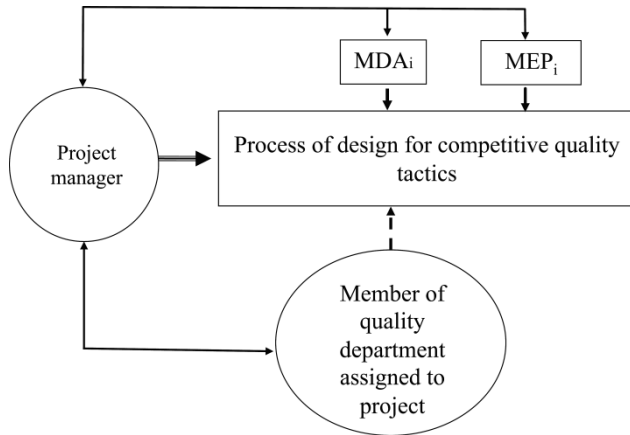 MDAi
MEPi
Project
manager
Process of design for competitive quality
tactics
Member of
quality
department
assigned to
project